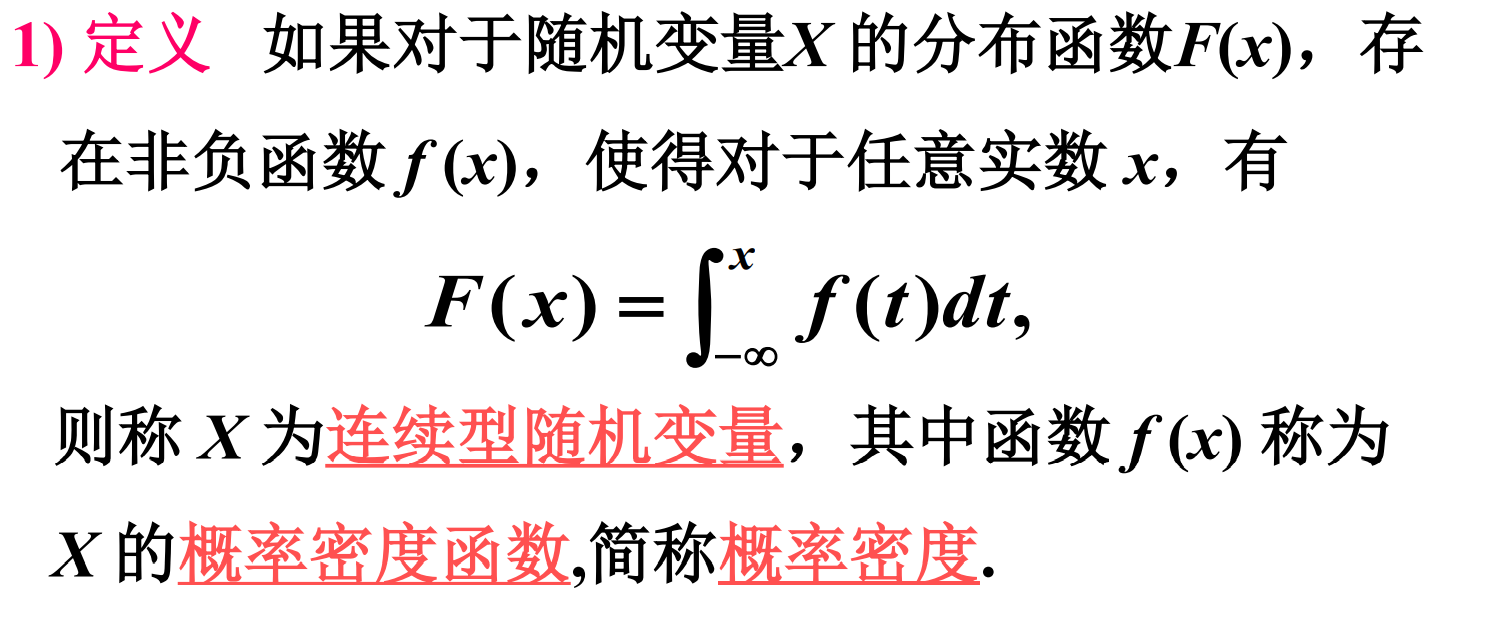 1) 定义 如果对于随机变量X 的分布函数F(x)，存
在非负函数 f (x)，使得对于任意实数 x，有
F(x) = ∫_{-∞}^{x} f(t)dt,
则称 X 为连续型随机变量，其中函数 f (x) 称为
X 的概率密度函数,简称概率密度.